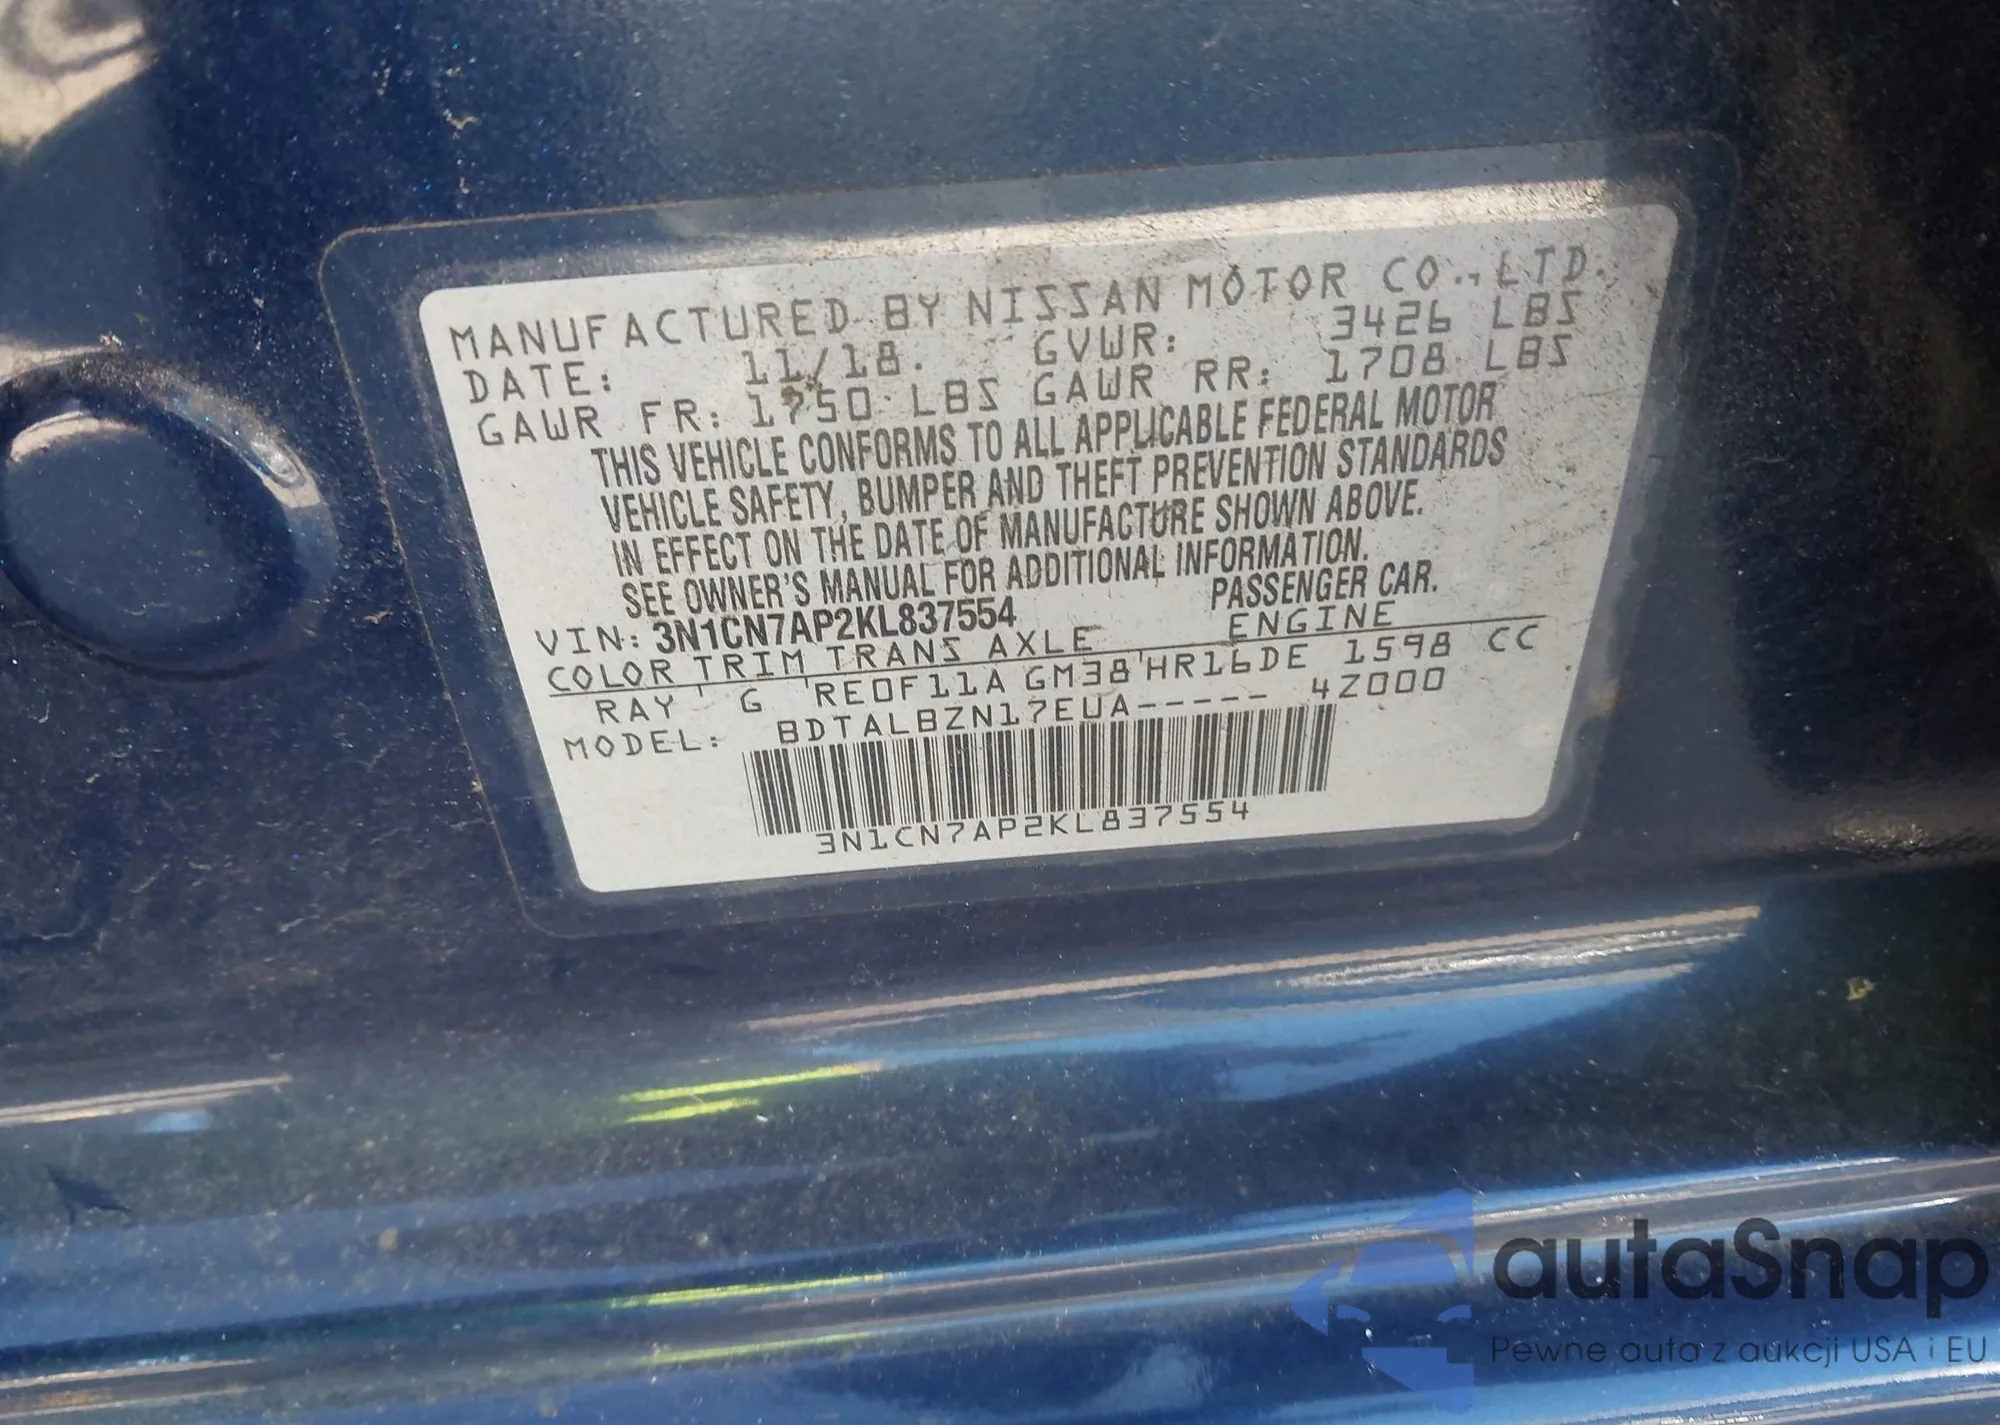 MANUFACTURED BY NISSAN MOTOR CO., LTD.
DATE: 11/18. GVWR: 3426 LBS
GAWR FR: 1750 LBS GAWR RR: 1708 LBS
THIS VEHICLE CONFORMS TO ALL APPLICABLE FEDERAL MOTOR
VEHICLE SAFETY, BUMPER AND THEFT PREVENTION STANDARDS
IN EFFECT ON THE DATE OF MANUFACTURE SHOWN ABOVE.
SEE OWNER'S MANUAL FOR ADDITIONAL INFORMATION.
VIN: 3N1CN7AP2KL837554 PASSENGER CAR.
COLOR TRIM TRANS AXLE ENGINE
RAY G RE0F11A GM38 HR16DE 1598 CC
MODEL: BDTALBZN17EUA----- 4Z000
3N1CN7AP2KL837554
autaSnap
Pewne auta z aukcji USA i EU